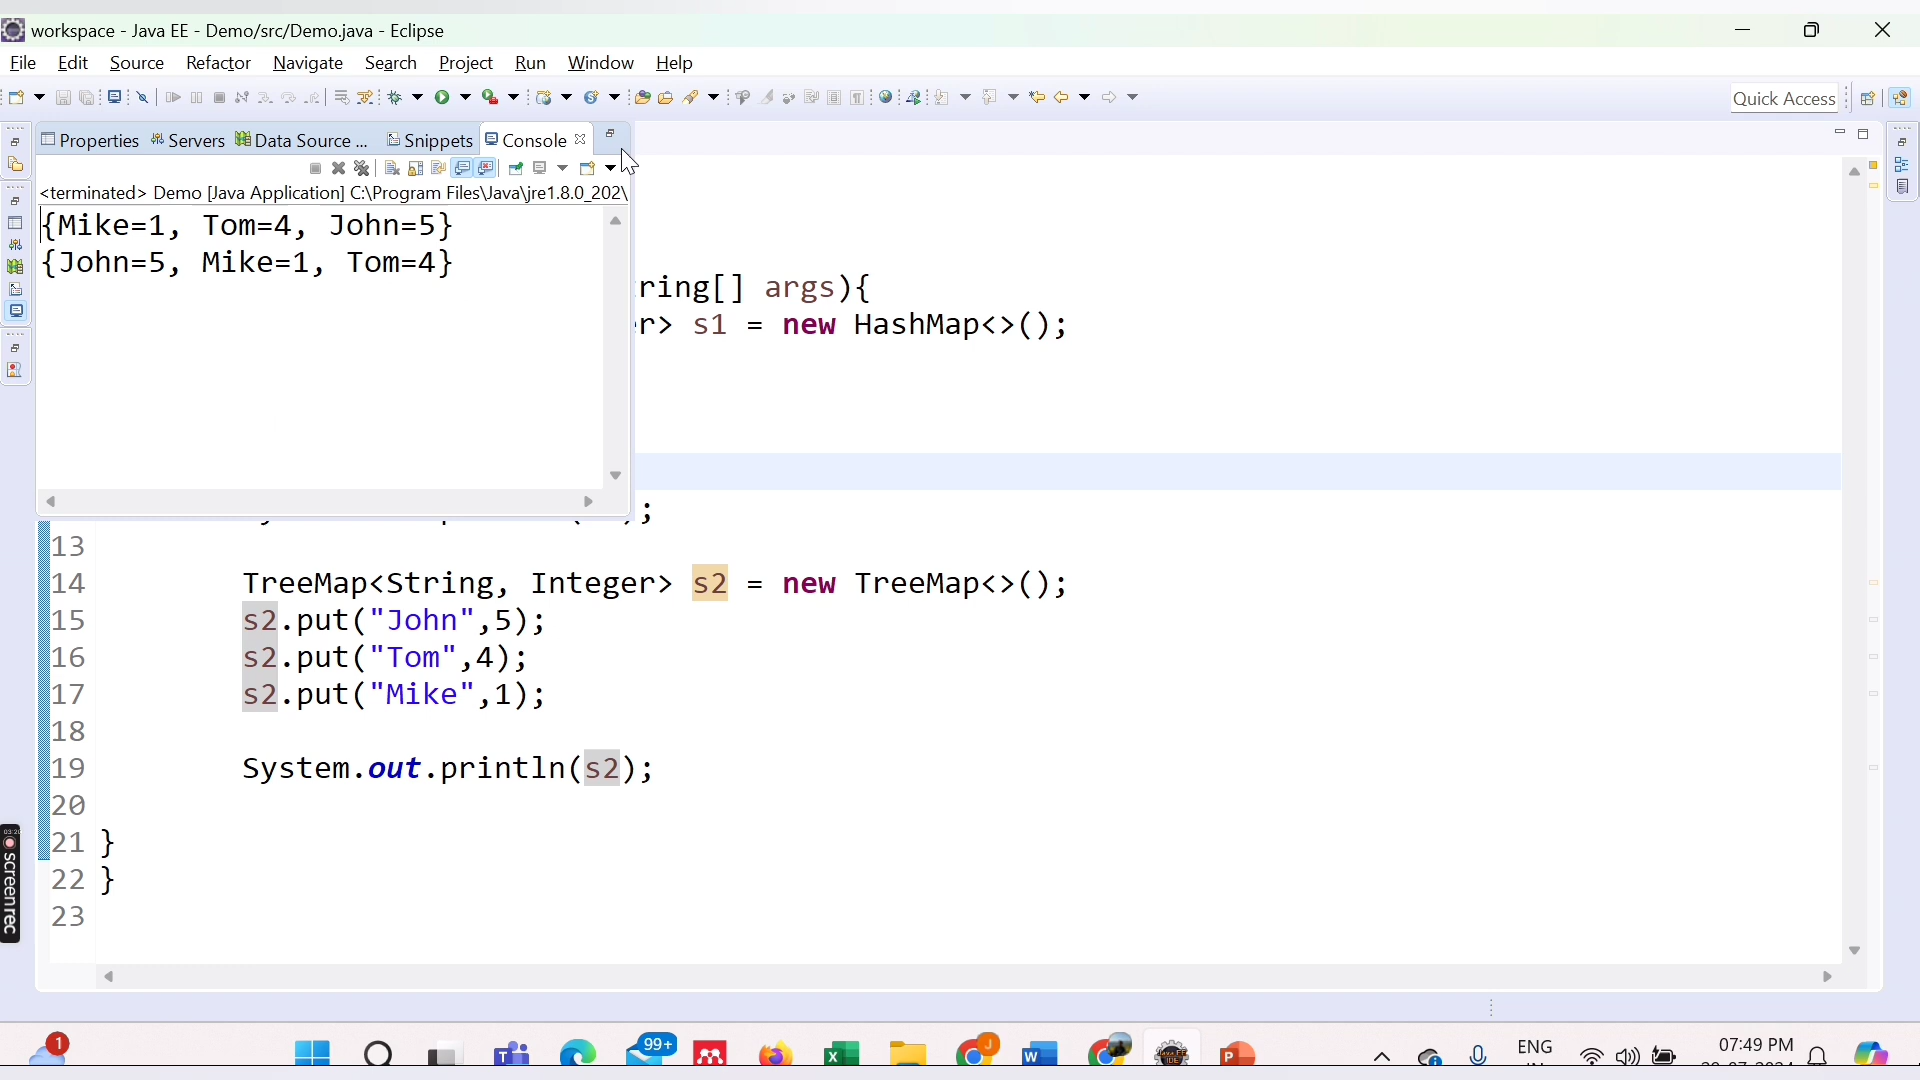 workspace - Java EE - Demo/src/Demo.java - Eclipse
File Edit Source Refactor Navigate Search Project Run Window Help
Quick Access
Properties Servers Data Source ... Snippets Console
<terminated> Demo [Java Application] C:\Program Files\Java\jre1.8.0_202\
{Mike=1, Tom=4, John=5}
{John=5, Mike=1, Tom=4}
ring[] args){
r> s1 = new HashMap<>();
;
13
14 TreeMap<String, Integer> s2 = new TreeMap<>();
15 s2.put("John",5);
16 s2.put("Tom",4);
17 s2.put("Mike",1);
18
19 System.out.println(s2);
20
21 }
22 }
23
screenrec
1
99+
J
ENG
07:49 PM